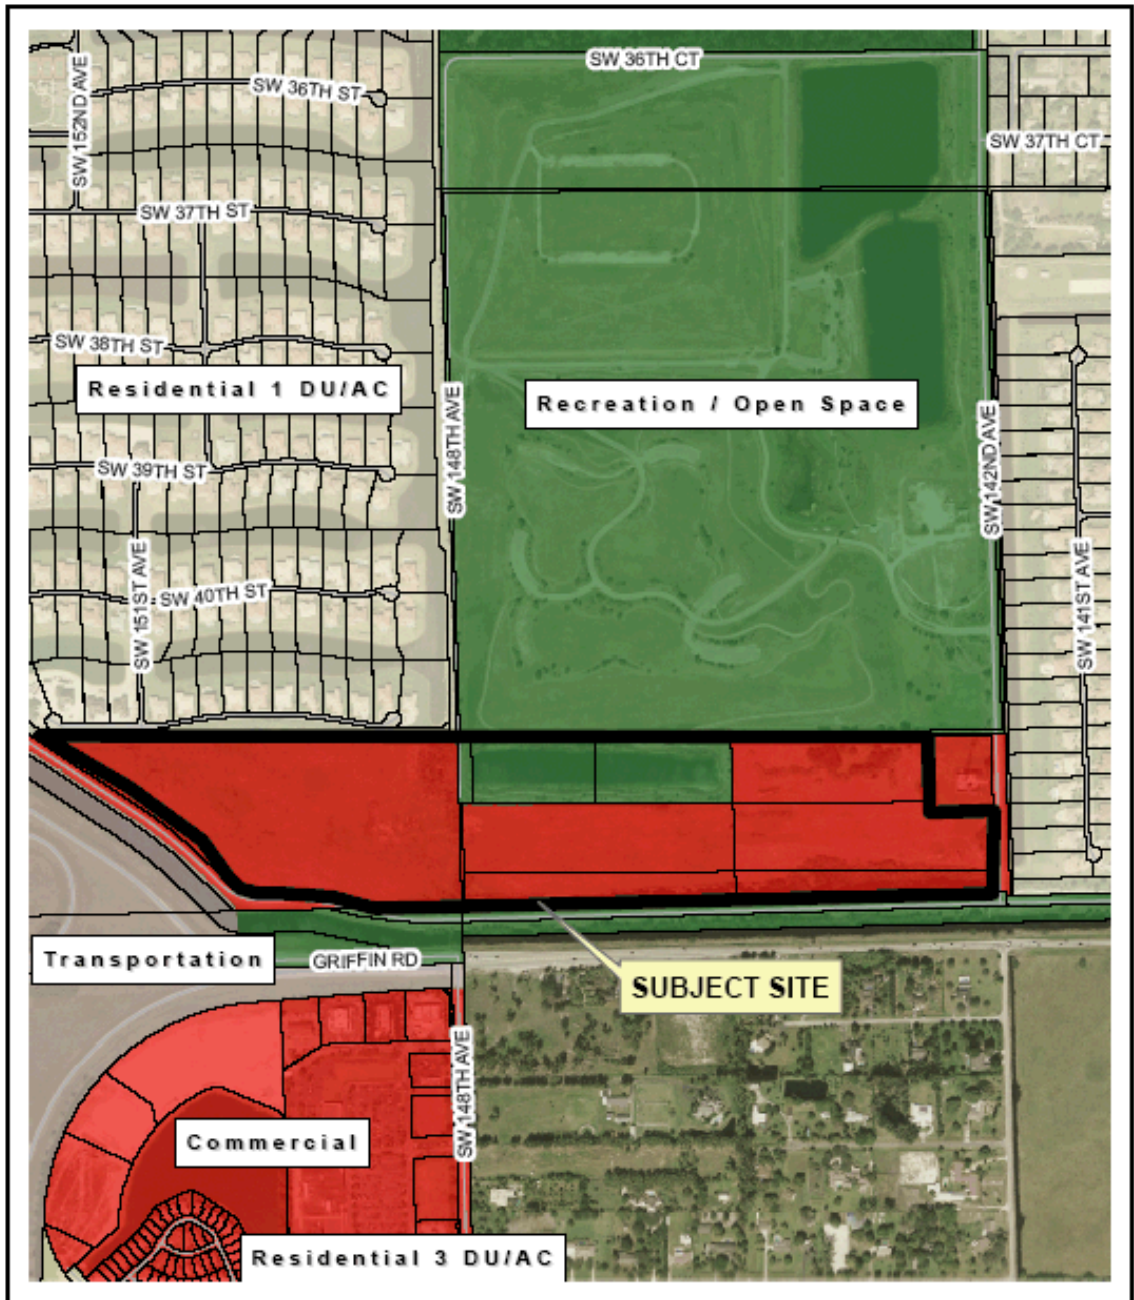 SW 36TH CT
SW 152ND AVE
SW 36TH ST
SW 37TH CT
SW 37TH ST
SW 38TH ST
Residential 1 DU/AC
Recreation / Open Space
SW 148TH AVE
SW 142ND AVE
SW 39TH ST
SW 151ST AVE
SW 40TH ST
SW 141ST AVE
Transportation
GRIFFIN RD
SUBJECT SITE
SW 148TH AVE
Commercial
Residential 3 DU/AC